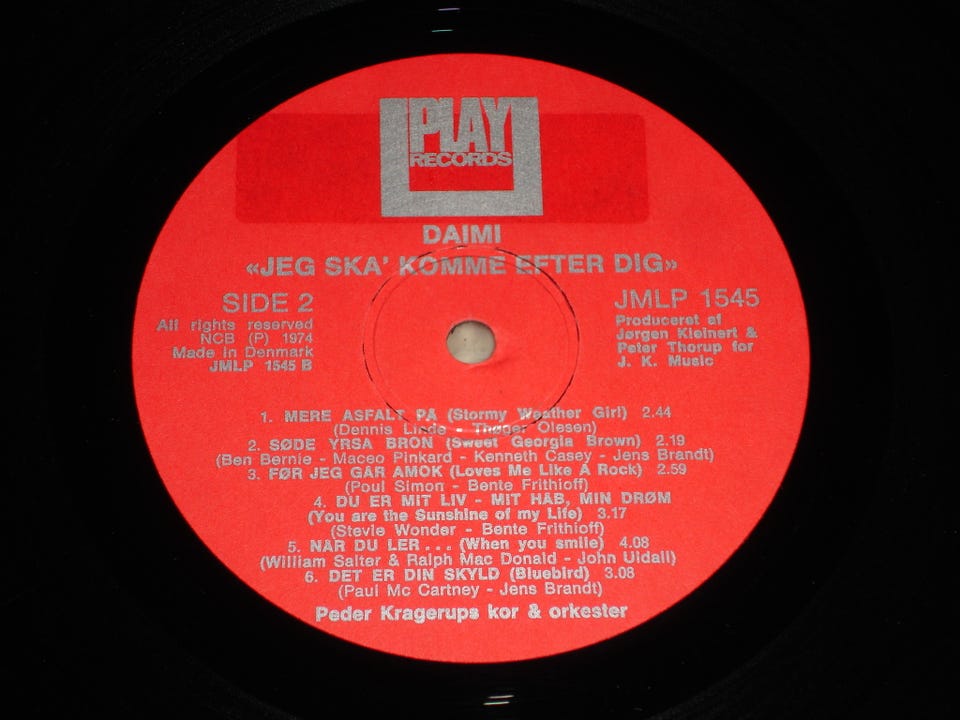 PLAY
RECORDS
DAIMI
«JEG SKA' KOMME EFTER DIG»
SIDE 2
All rights reserved
NCB (P) 1974
Made in Denmark
JMLP 1545 B
JMLP 1545
Produceret af
Jørgen Kleinert &
Peter Thorup for
J. K. Music
1. MERE ASFALT PÅ (Stormy Weather Girl) 2.44
(Dennis Linde - Thøger Olesen)
2. SØDE YRSA BRON (Sweet Georgia Brown) 2.19
(Ben Bernie - Maceo Pinkard - Kenneth Casey - Jens Brandt)
3. FØR JEG GÅR AMOK (Loves Me Like A Rock) 2.59
(Poul Simon - Bente Frithioff)
4. DU ER MIT LIV - MIT HÅB, MIN DRØM
(You are the Sunshine of my Life) 3.17
(Stevie Wonder - Bente Frithioff)
5. NÅR DU LER... (When you smile) 4.08
(William Salter & Ralph Mac Donald - John Uldall)
6. DET ER DIN SKYLD (Bluebird) 3.08
(Paul Mc Cartney - Jens Brandt)
Peder Kragerups kor & orkester